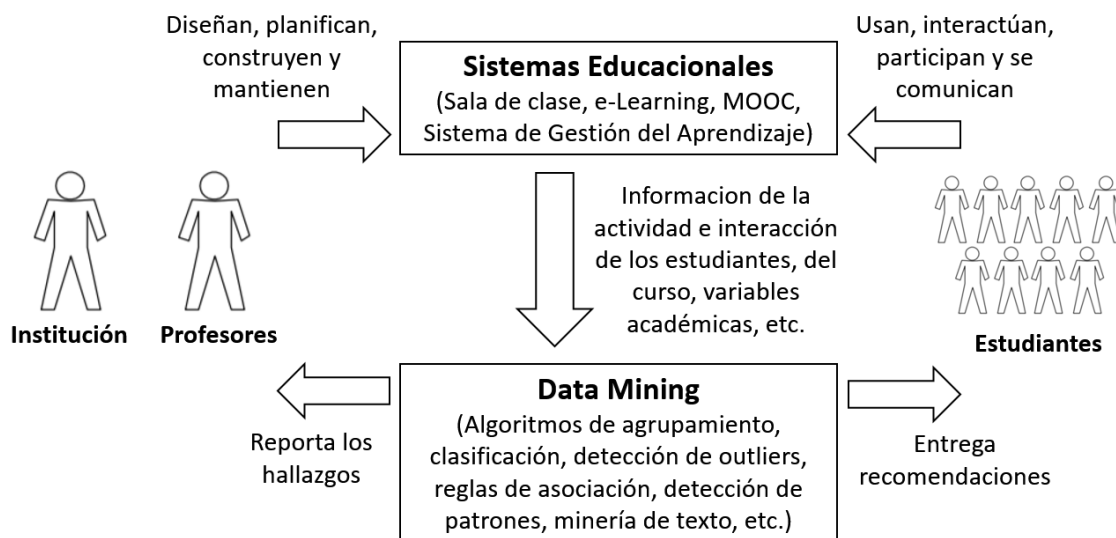 Diseñan, planifican,
construyen y
mantienen
Sistemas Educacionales
(Sala de clase, e-Learning, MOOC,
Sistema de Gestión del Aprendizaje)
Usan, interactúan,
participan y se
comunican
Informacion de la
actividad e interacción
de los estudiantes, del
curso, variables
académicas, etc.
Institución
Profesores
Estudiantes
Reporta los
hallazgos
Data Mining
(Algoritmos de agrupamiento,
clasificación, detección de outliers,
reglas de asociación, detección de
patrones, minería de texto, etc.)
Entrega
recomendaciones